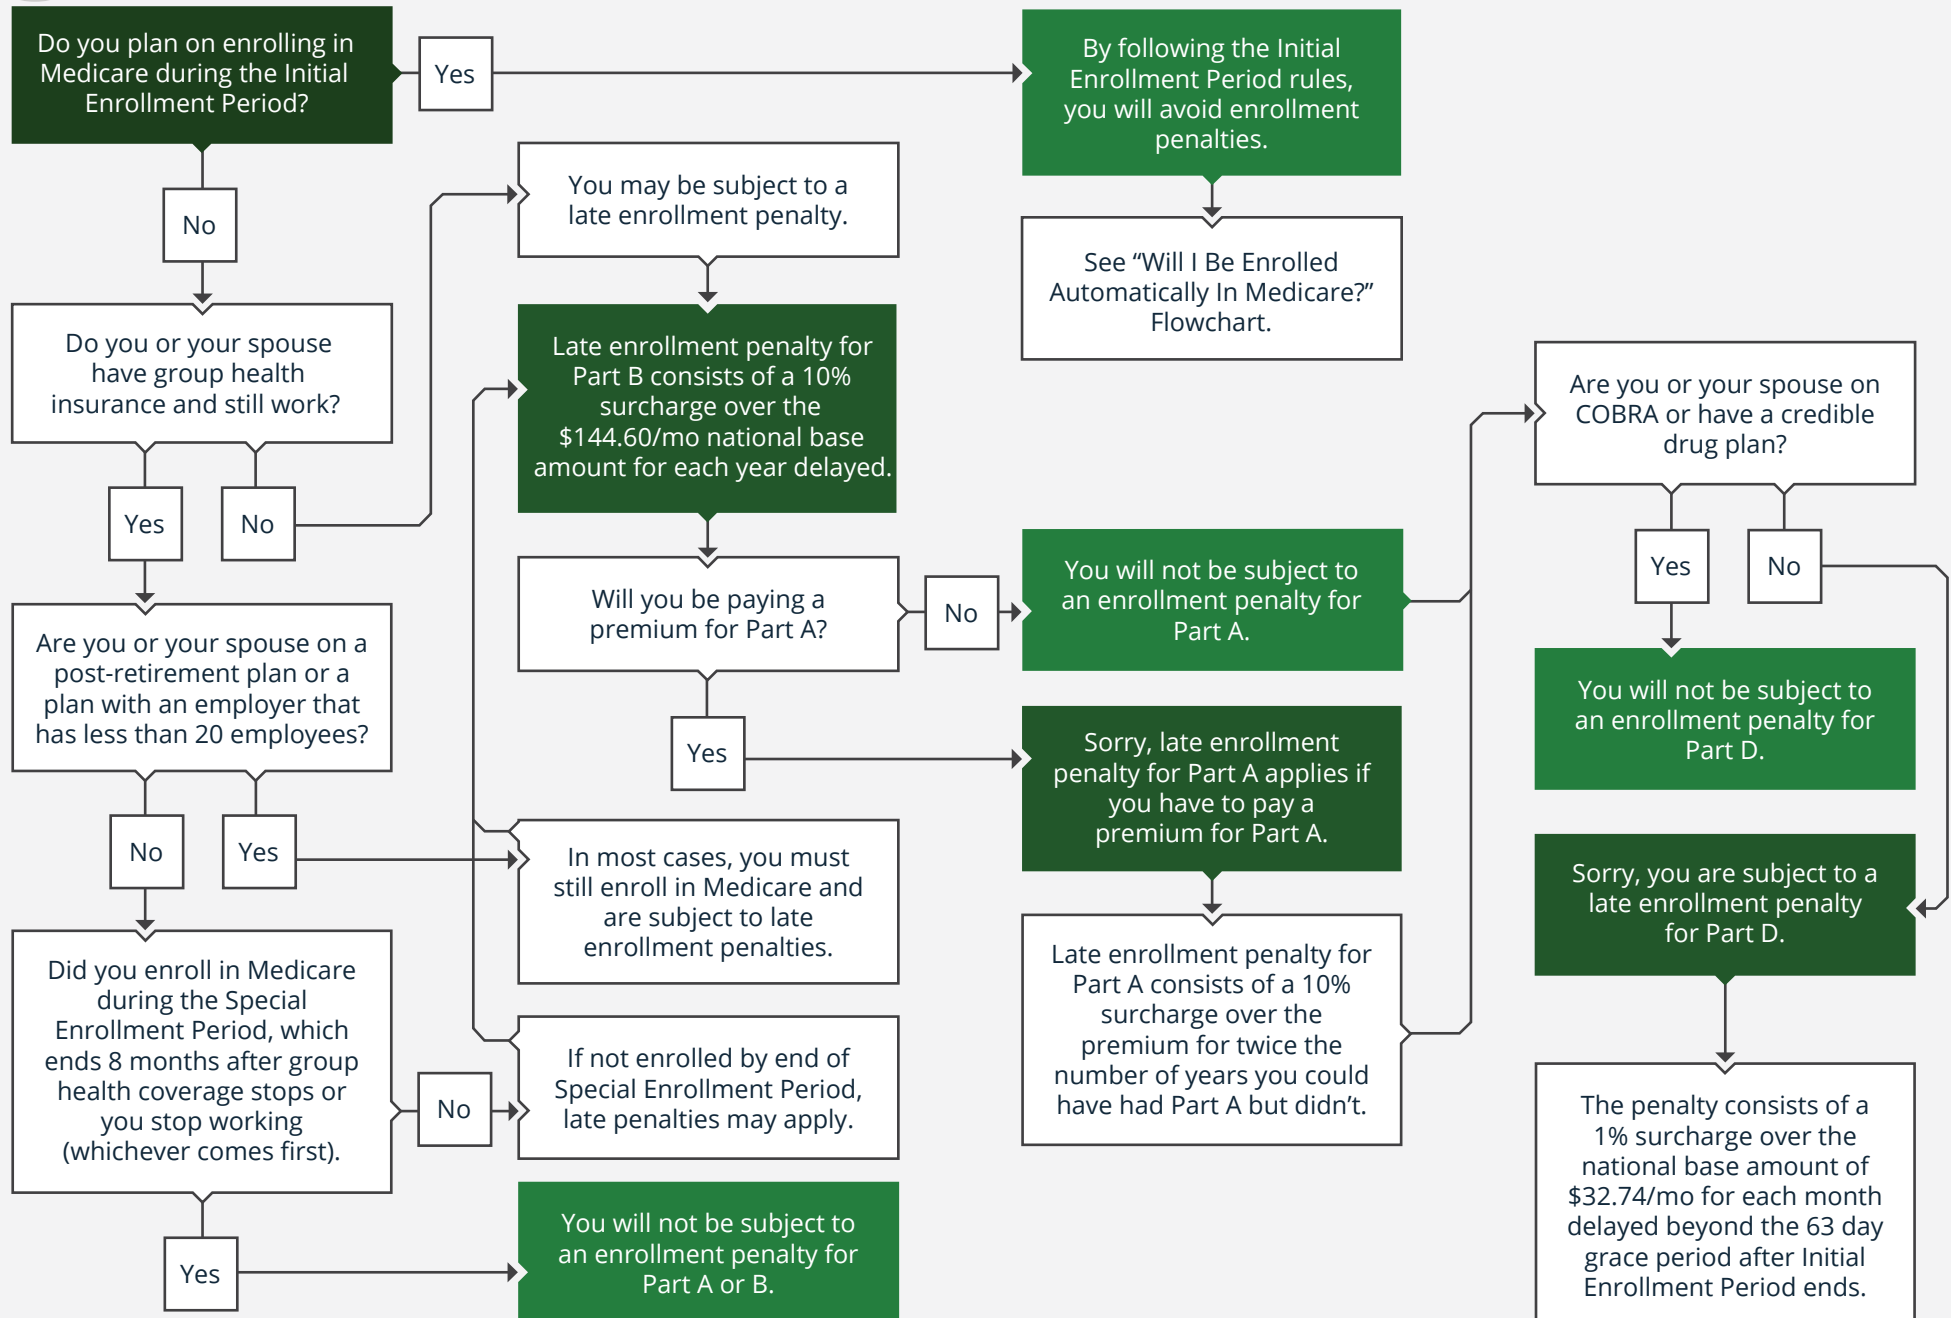 Do you plan on enrolling in
Medicare during the Initial
Enrollment Period?
Yes
By following the Initial
Enrollment Period rules,
you will avoid enrollment
penalties.
No
You may be subject to a
late enrollment penalty.
See “Will I Be Enrolled
Automatically In Medicare?”
Flowchart.
Do you or your spouse
have group health
insurance and still work?
Late enrollment penalty for
Part B consists of a 10%
surcharge over the
$144.60/mo national base
amount for each year delayed.
Are you or your spouse on
COBRA or have a credible
drug plan?
Yes
No
Will you be paying a
premium for Part A?
No
You will not be subject to
an enrollment penalty for
Part A.
Yes
No
Are you or your spouse on a
post-retirement plan or a
plan with an employer that
has less than 20 employees?
Yes
Sorry, late enrollment
penalty for Part A applies if
you have to pay a
premium for Part A.
You will not be subject to
an enrollment penalty for
Part D.
No
Yes
In most cases, you must
still enroll in Medicare and
are subject to late
enrollment penalties.
Sorry, you are subject to a
late enrollment penalty
for Part D.
Did you enroll in Medicare
during the Special
Enrollment Period, which
ends 8 months after group
health coverage stops or
you stop working
(whichever comes first).
No
If not enrolled by end of
Special Enrollment Period,
late penalties may apply.
Late enrollment penalty for
Part A consists of a 10%
surcharge over the
premium for twice the
number of years you could
have had Part A but didn’t.
The penalty consists of a
1% surcharge over the
national base amount of
$32.74/mo for each month
delayed beyond the 63 day
grace period after Initial
Enrollment Period ends.
Yes
You will not be subject to
an enrollment penalty for
Part A or B.